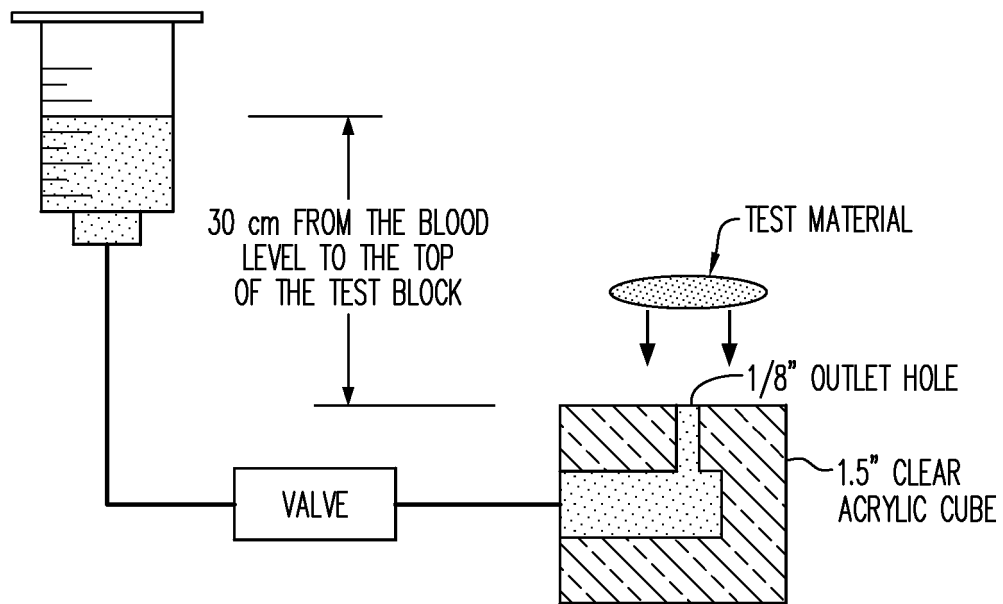 30 cm FROM THE BLOOD
LEVEL TO THE TOP
OF THE TEST BLOCK
TEST MATERIAL
1/8” OUTLET HOLE
1.5” CLEAR
ACRYLIC CUBE
VALVE